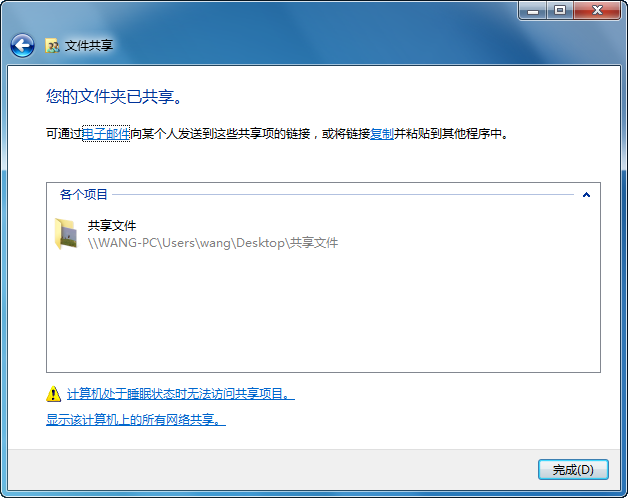 文件共享
您的文件夹已共享。
可通过电子邮件向某个人发送到这些共享项的链接，或将链接复制并粘贴到其他程序中。
各个项目
共享文件
\\WANG-PC\Users\wang\Desktop\共享文件
计算机处于睡眠状态时无法访问共享项目。
显示该计算机上的所有网络共享。
完成(D)